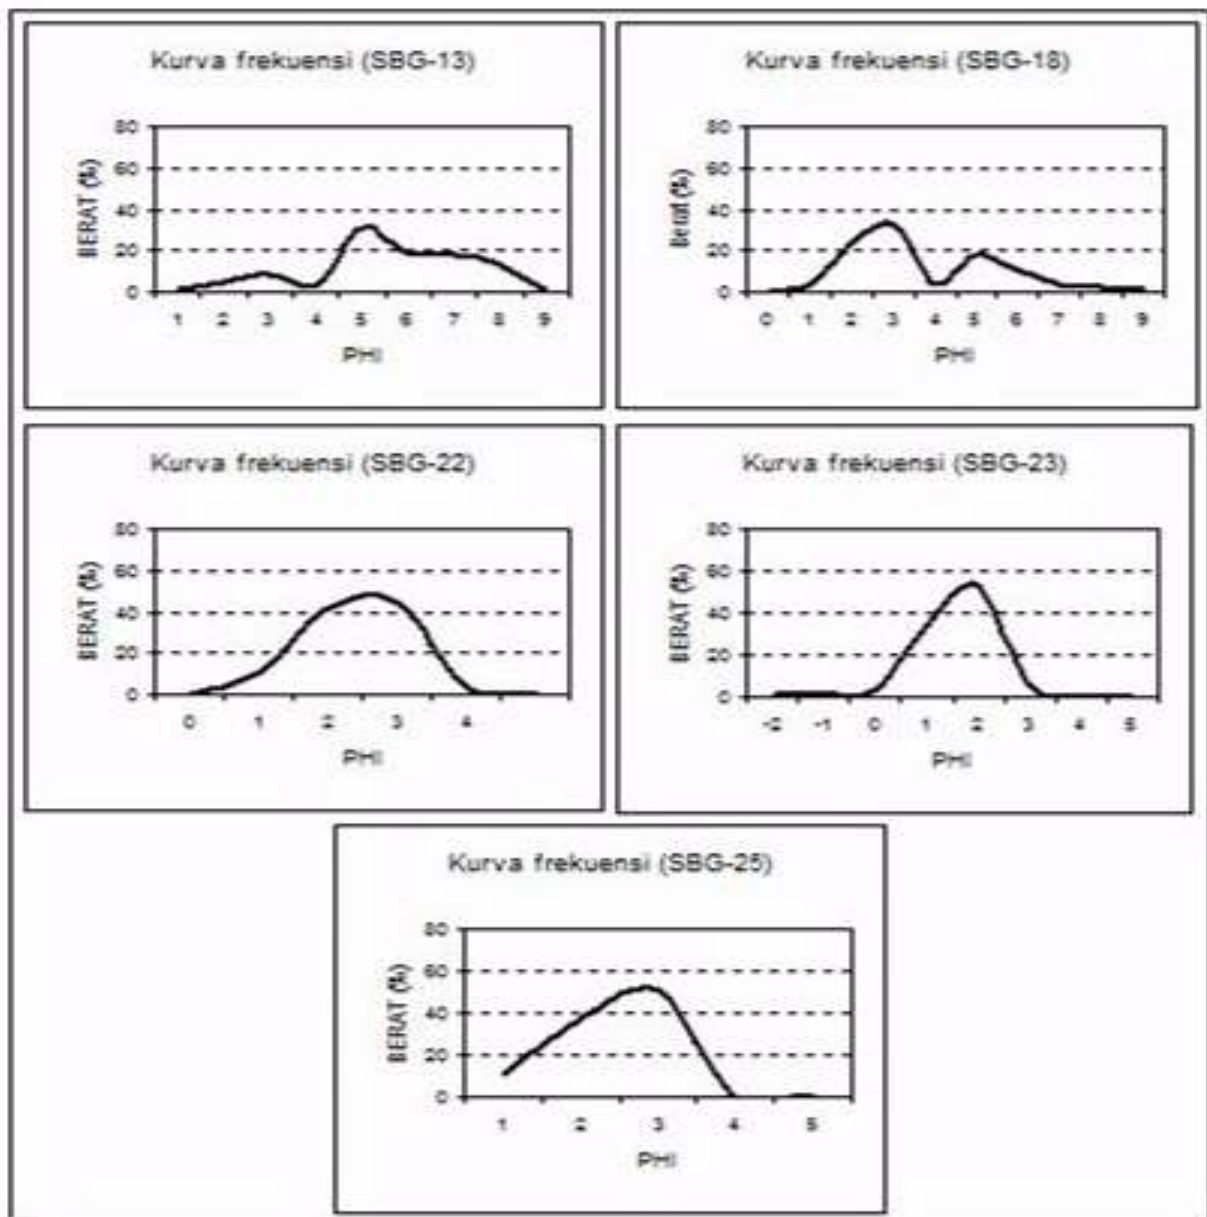 Kurva frekuensi (SBG-13)
80
60
40
20
0
BERAT (%)
1 2 3 4 5 6 7 8 9
PHI
Kurva frekuensi (SBG-18)
80
60
40
20
0
Berat (%)
0 1 2 3 4 5 6 7 8 9
PHI
Kurva frekuensi (SBG-22)
80
60
40
20
0
BERAT (%)
0 1 2 3 4
PHI
Kurva frekuensi (SBG-23)
80
60
40
20
0
BERAT (%)
-2 -1 0 1 2 3 4 5
PHI
Kurva frekuensi (SBG-25)
80
60
40
20
0
BERAT (%)
1 2 3 4 5
PHI